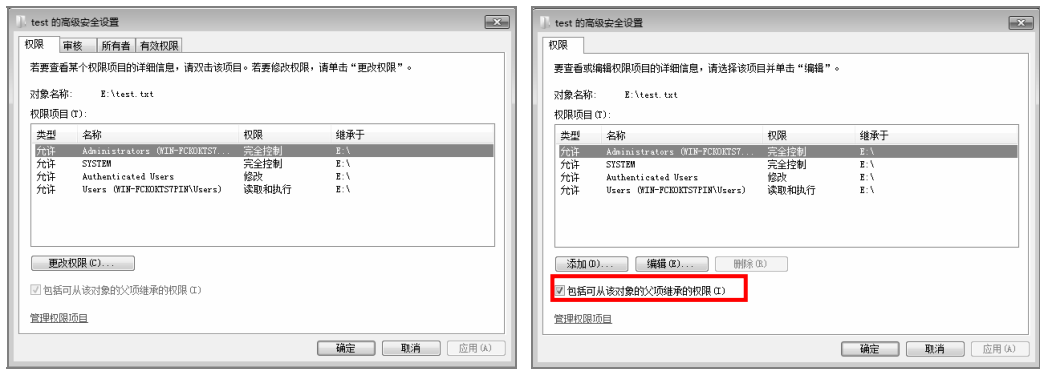 test 的高级安全设置
权限 审核 所有者 有效权限
若要查看某个权限项目的详细信息，请双击该项目。若要修改权限，请单击“更改权限”。
对象名称: E:\test.txt
权限项目(T):
类型 名称 权限 继承于
允许 Administrators (WIN-FCKOKTS7... 完全控制 E:\
允许 SYSTEM 完全控制 E:\
允许 Authenticated Users 修改 E:\
允许 Users (WIN-FCKOKTS7PIN\Users) 读取和执行 E:\
更改权限(C)...
包括可从该对象的父项继承的权限(I)
管理权限项目
确定 取消 应用(A)
test 的高级安全设置
权限
要查看或编辑权限项目的详细信息，请选择该项目并单击“编辑”。
对象名称: E:\test.txt
权限项目(T):
类型 名称 权限 继承于
允许 Administrators (WIN-FCKOKTS7... 完全控制 E:\
允许 SYSTEM 完全控制 E:\
允许 Authenticated Users 修改 E:\
允许 Users (WIN-FCKOKTS7PIN\Users) 读取和执行 E:\
添加(D)... 编辑(E)... 删除(R)
包括可从该对象的父项继承的权限(I)
管理权限项目
确定 取消 应用(A)